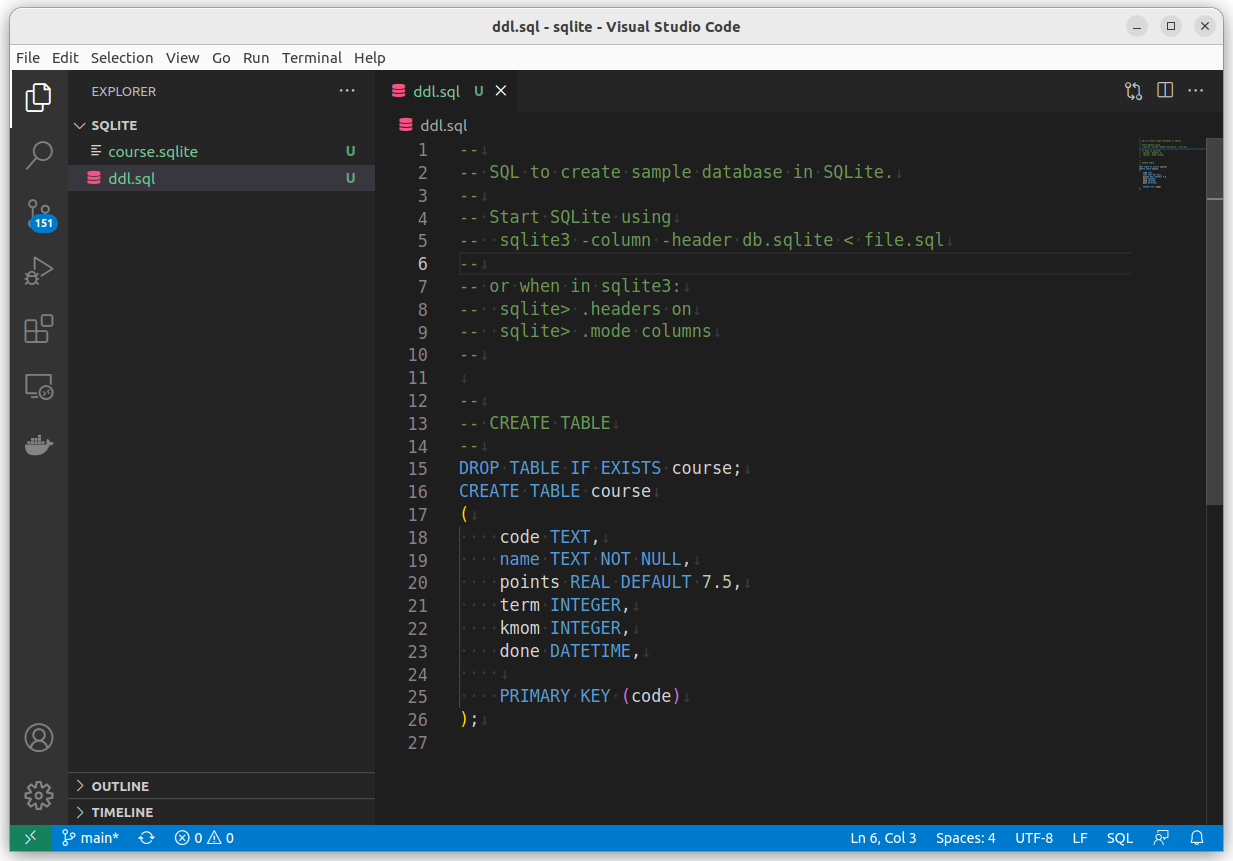 ddl.sql - sqlite - Visual Studio Code
File Edit Selection View Go Run Terminal Help
EXPLORER
SQLITE
course.sqlite U
ddl.sql U
151
OUTLINE
TIMELINE
ddl.sql U
ddl.sql
1 --
2 -- SQL to create sample database in SQLite.
3 --
4 -- Start SQLite using
5 --  sqlite3 -column -header db.sqlite < file.sql
6 --
7 -- or when in sqlite3:
8 --  sqlite> .headers on
9 --  sqlite> .mode columns
10 --
11
12 --
13 -- CREATE TABLE
14 --
15 DROP TABLE IF EXISTS course;
16 CREATE TABLE course
17 (
18     code TEXT,
19     name TEXT NOT NULL,
20     points REAL DEFAULT 7.5,
21     term INTEGER,
22     kmom INTEGER,
23     done DATETIME,
24
25     PRIMARY KEY (code)
26 );
27
main* 0 0 Ln 6, Col 3 Spaces: 4 UTF-8 LF SQL